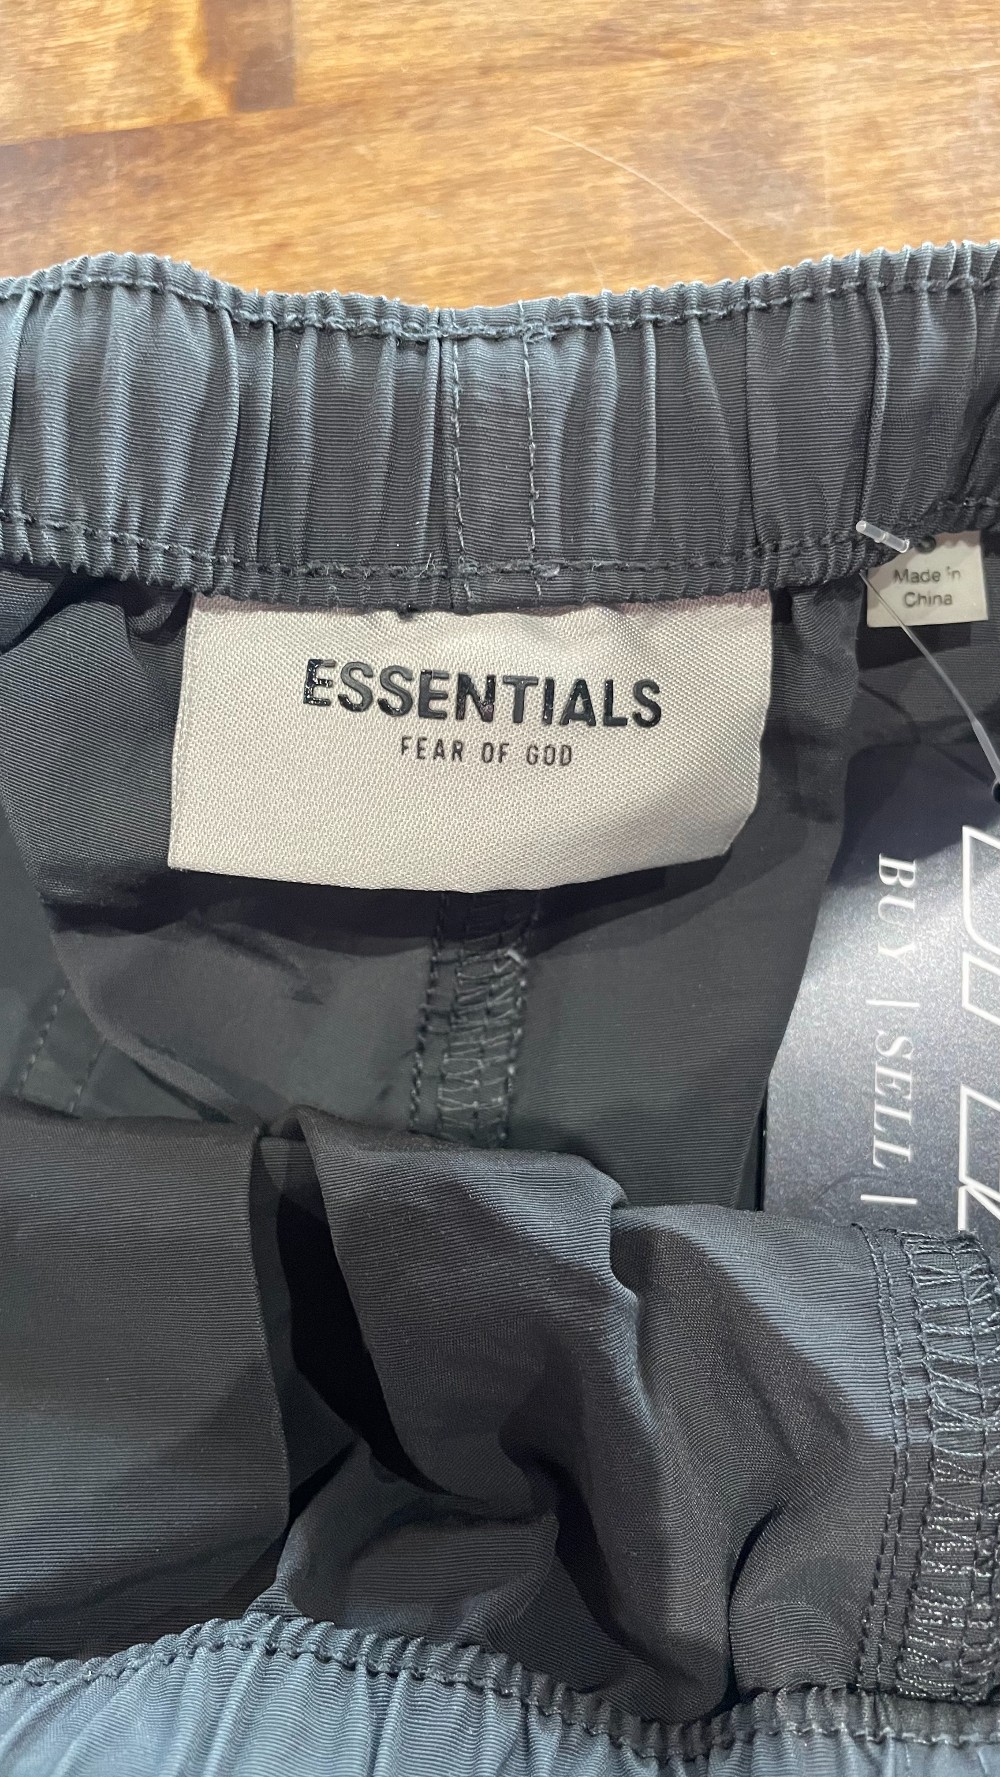 ESSENTIALS
FEAR OF GOD
S
Made in
China
BUY | SELL |